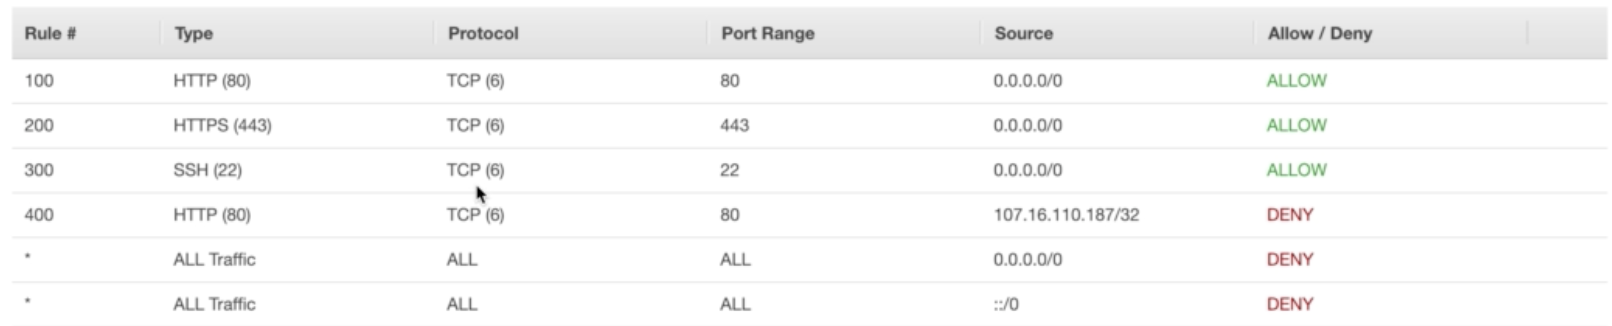 Rule # Type Protocol Port Range Source Allow / Deny
100 HTTP (80) TCP (6) 80 0.0.0.0/0 ALLOW
200 HTTPS (443) TCP (6) 443 0.0.0.0/0 ALLOW
300 SSH (22) TCP (6) 22 0.0.0.0/0 ALLOW
400 HTTP (80) TCP (6) 80 107.16.110.187/32 DENY
* ALL Traffic ALL ALL 0.0.0.0/0 DENY
* ALL Traffic ALL ALL ::/0 DENY